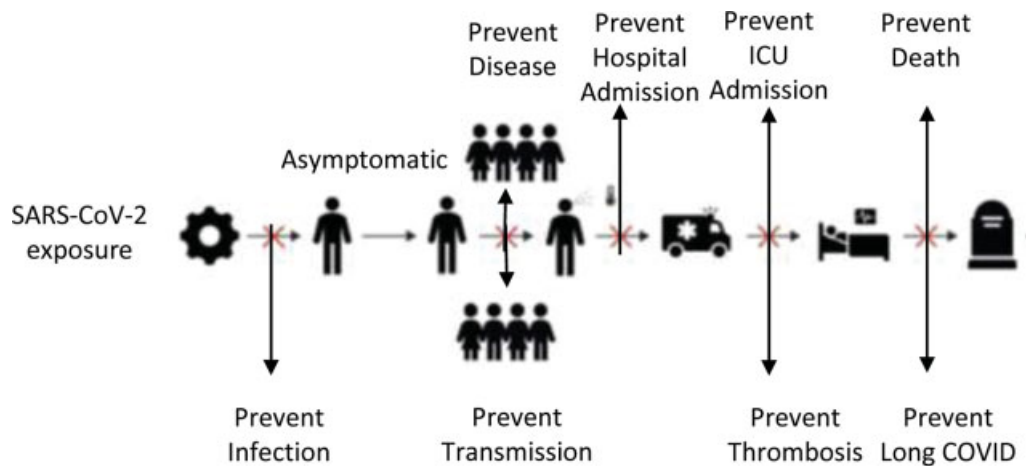 Prevent
Disease
Prevent
Hospital
Admission
Prevent
ICU
Admission
Prevent
Death
Asymptomatic
SARS-CoV-2
exposure
Prevent
Infection
Prevent
Transmission
Prevent
Thrombosis
Prevent
Long COVID